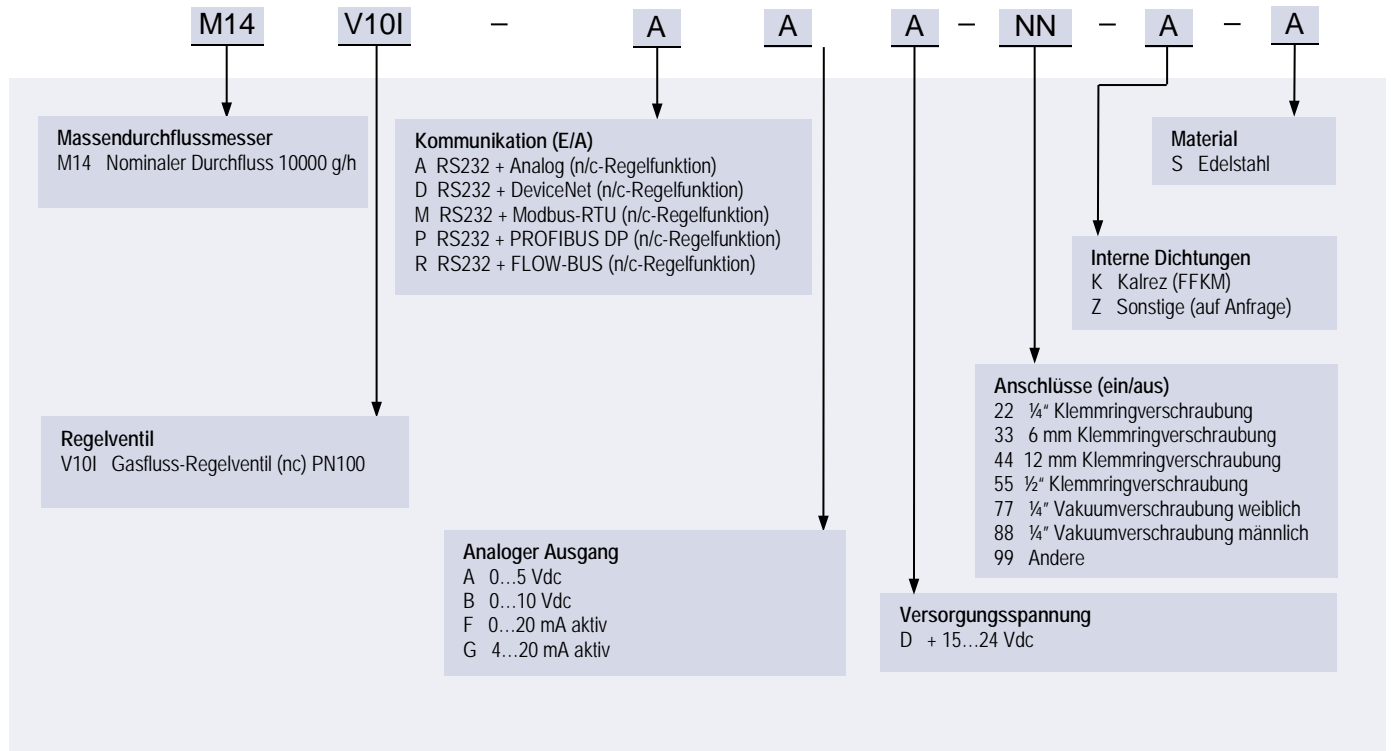 M14 V10I – A A A – NN – A – A
Massendurchflussmesser
M14 Nominaler Durchfluss 10000 g/h
Kommunikation (E/A)
A RS232 + Analog (n/c-Regelfunktion)
D RS232 + DeviceNet (n/c-Regelfunktion)
M RS232 + Modbus-RTU (n/c-Regelfunktion)
P RS232 + PROFIBUS DP (n/c-Regelfunktion)
R RS232 + FLOW-BUS (n/c-Regelfunktion)
Material
S Edelstahl
Interne Dichtungen
K Kalrez (FFKM)
Z Sonstige (auf Anfrage)
Anschlüsse (ein/aus)
22 ¼“ Klemmringverschraubung
33 6 mm Klemmringverschraubung
44 12 mm Klemmringverschraubung
55 ½“ Klemmringverschraubung
77 ¼” Vakuumverschraubung weiblich
88 ¼” Vakuumverschraubung männlich
99 Andere
Regelventil
V10I Gasfluss-Regelventil (nc) PN100
Analoger Ausgang
A 0…5 Vdc
B 0…10 Vdc
F 0…20 mA aktiv
G 4…20 mA aktiv
Versorgungsspannung
D + 15…24 Vdc